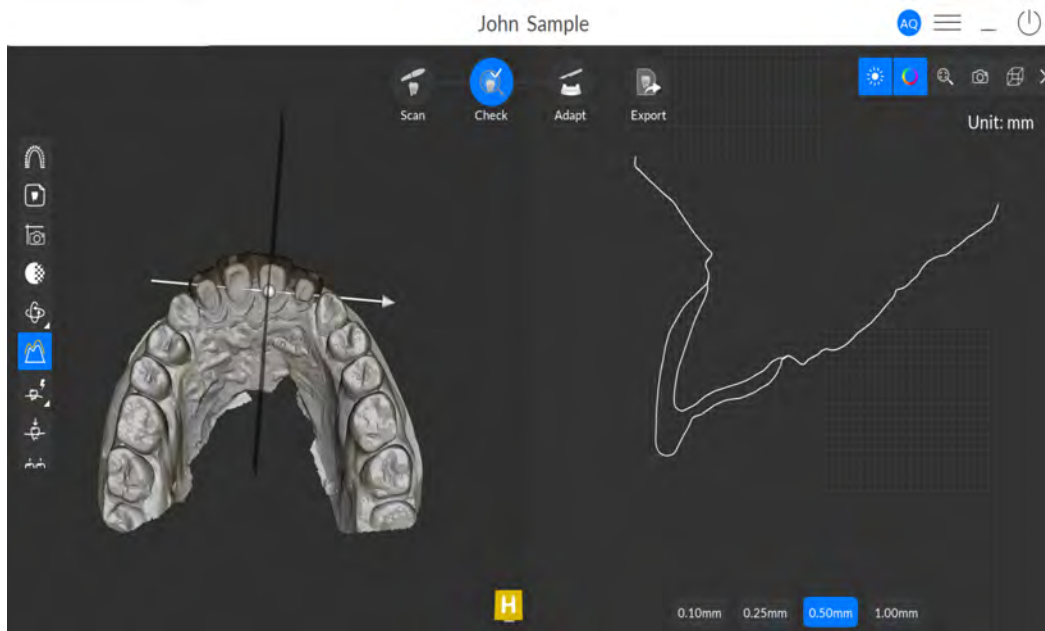 John Sample
AQ
Scan Check Adapt Export
Unit: mm
H
0.10mm 0.25mm 0.50mm 1.00mm